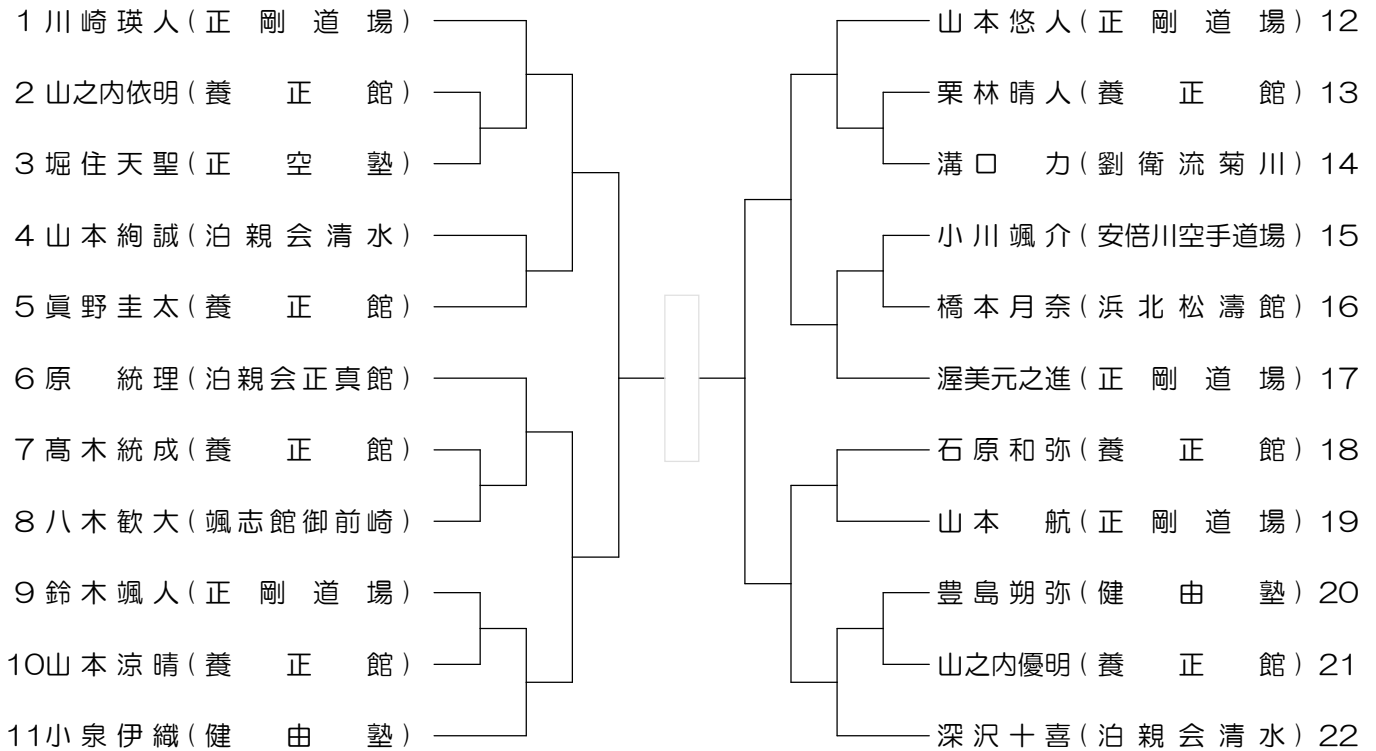 1 川崎瑛人(正剛道場)
2 山之内依明(養正館)
3 堀住天聖(正空塾)
4 山本絢誠(泊親会清水)
5 眞野圭太(養正館)
6 原　統理(泊親会正真館)
7 髙木統成(養正館)
8 八木歓大(颯志館御前崎)
9 鈴木颯人(正剛道場)
10 山本涼晴(養正館)
11 小泉伊織(健由塾)
山本悠人(正剛道場) 12
栗林晴人(養正館) 13
溝口　力(劉衛流菊川) 14
小川颯介(安倍川空手道場) 15
橋本月奈(浜北松濤館) 16
渥美元之進(正剛道場) 17
石原和弥(養正館) 18
山本　航(正剛道場) 19
豊島朔弥(健由塾) 20
山之内優明(養正館) 21
深沢十喜(泊親会清水) 22